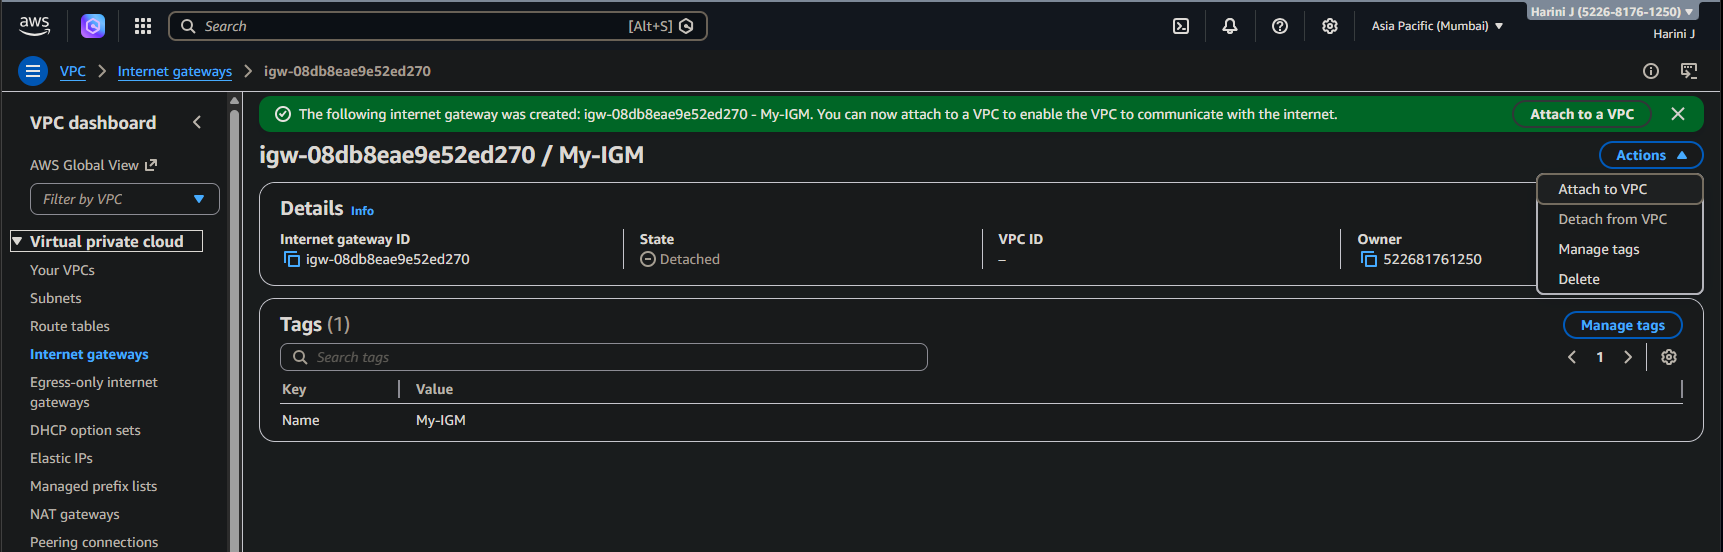 aws
Search [Alt+S]
Asia Pacific (Mumbai)
Harini J (5226-8176-1250)
Harini J
VPC > Internet gateways > igw-08db8eae9e52ed270
VPC dashboard
AWS Global View
Filter by VPC
Virtual private cloud
Your VPCs
Subnets
Route tables
Internet gateways
Egress-only internet
gateways
DHCP option sets
Elastic IPs
Managed prefix lists
NAT gateways
Peering connections
The following internet gateway was created: igw-08db8eae9e52ed270 - My-IGM. You can now attach to a VPC to enable the VPC to communicate with the internet.
Attach to a VPC
igw-08db8eae9e52ed270 / My-IGM
Actions
Attach to VPC
Detach from VPC
Manage tags
Delete
Details Info
Internet gateway ID
igw-08db8eae9e52ed270
State
Detached
VPC ID
–
Owner
522681761250
Tags (1)
Manage tags
Search tags
1
Key Value
Name My-IGM